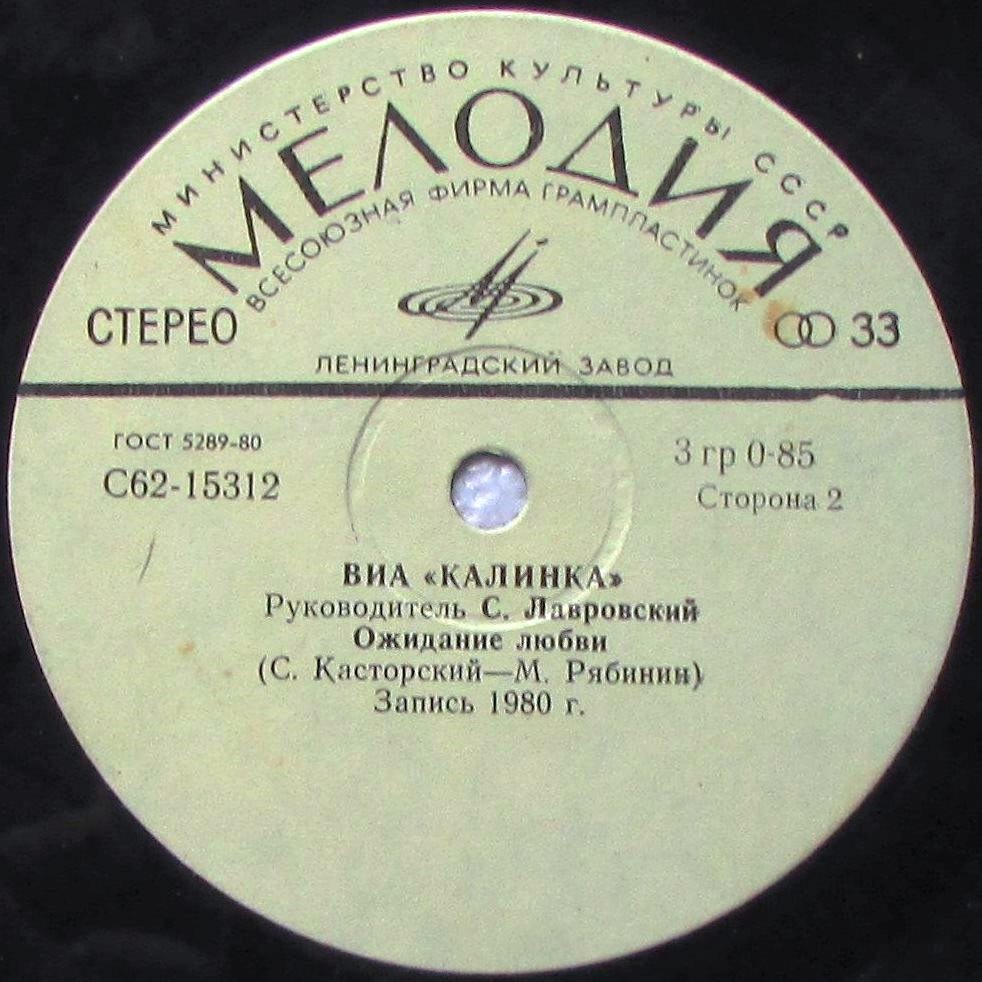 МИНИСТЕРСТВО КУЛЬТУРЫ СССР
МЕЛОДИЯ
ВСЕСОЮЗНАЯ ФИРМА ГРАМПЛАСТИНОК
СТЕРЕО
33
ЛЕНИНГРАДСКИЙ ЗАВОД
ГОСТ 5289-80
С62-15312
3 гр 0-85
Сторона 2
ВИА «КАЛИНКА»
Руководитель С. Лавровский
Ожидание любви
(С. Касторский—М. Рябинин)
Запись 1980 г.